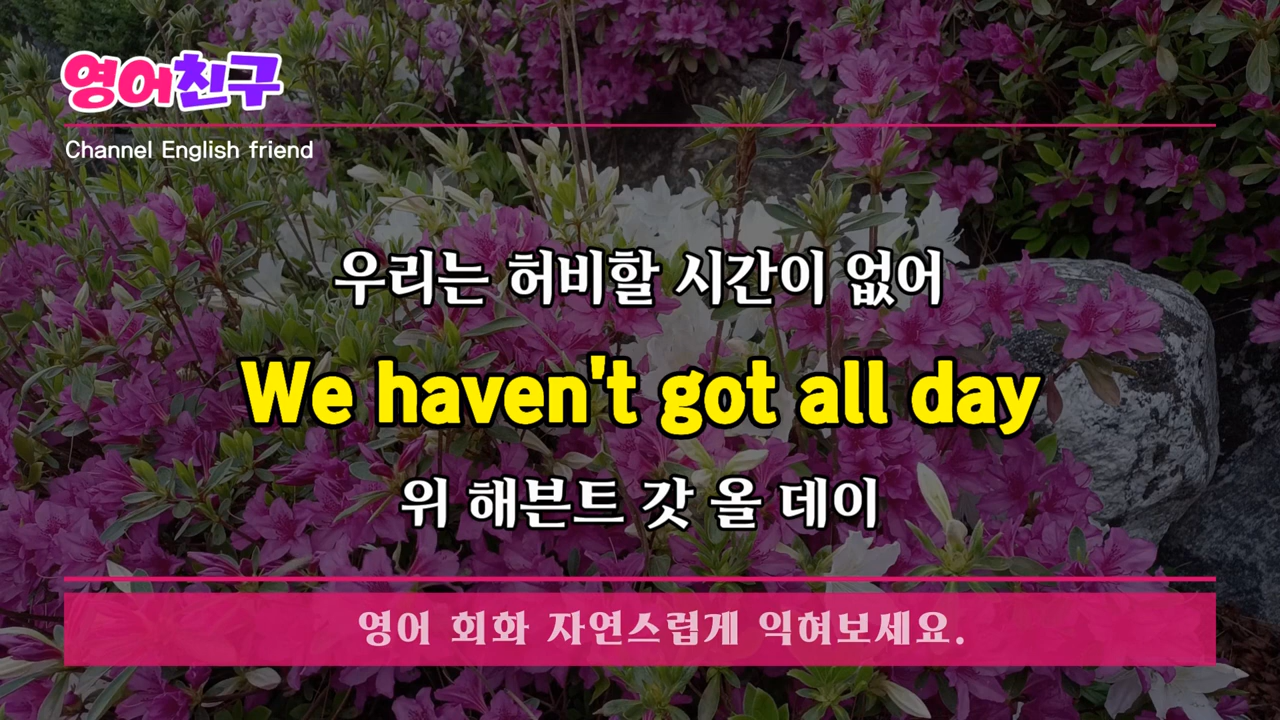 영어친구
Channel English friend
우리는 허비할 시간이 없어
We haven't got all day
위 해븐트 갓 올 데이
영어 회화 자연스럽게 익혀보세요.